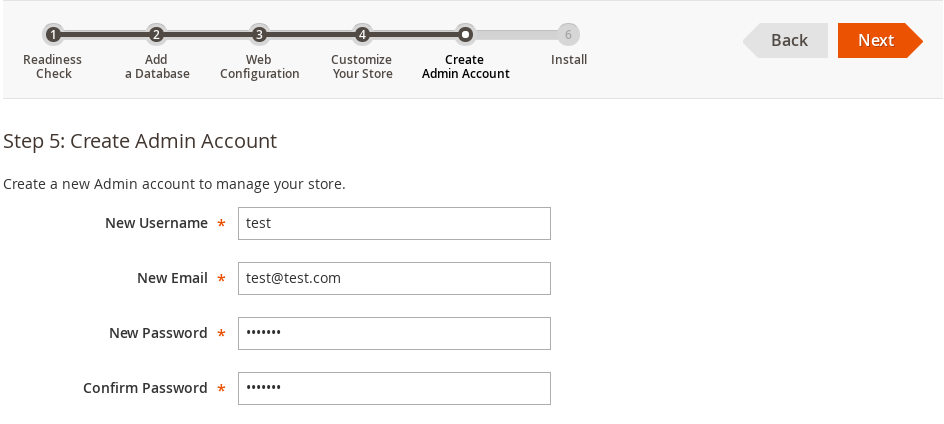 1 2 3 4 6
Readiness Check
Add a Database
Web Configuration
Customize Your Store
Create Admin Account
Install
Back
Next
Step 5: Create Admin Account
Create a new Admin account to manage your store.
New Username * test
New Email * test@test.com
New Password * •••••••
Confirm Password * •••••••